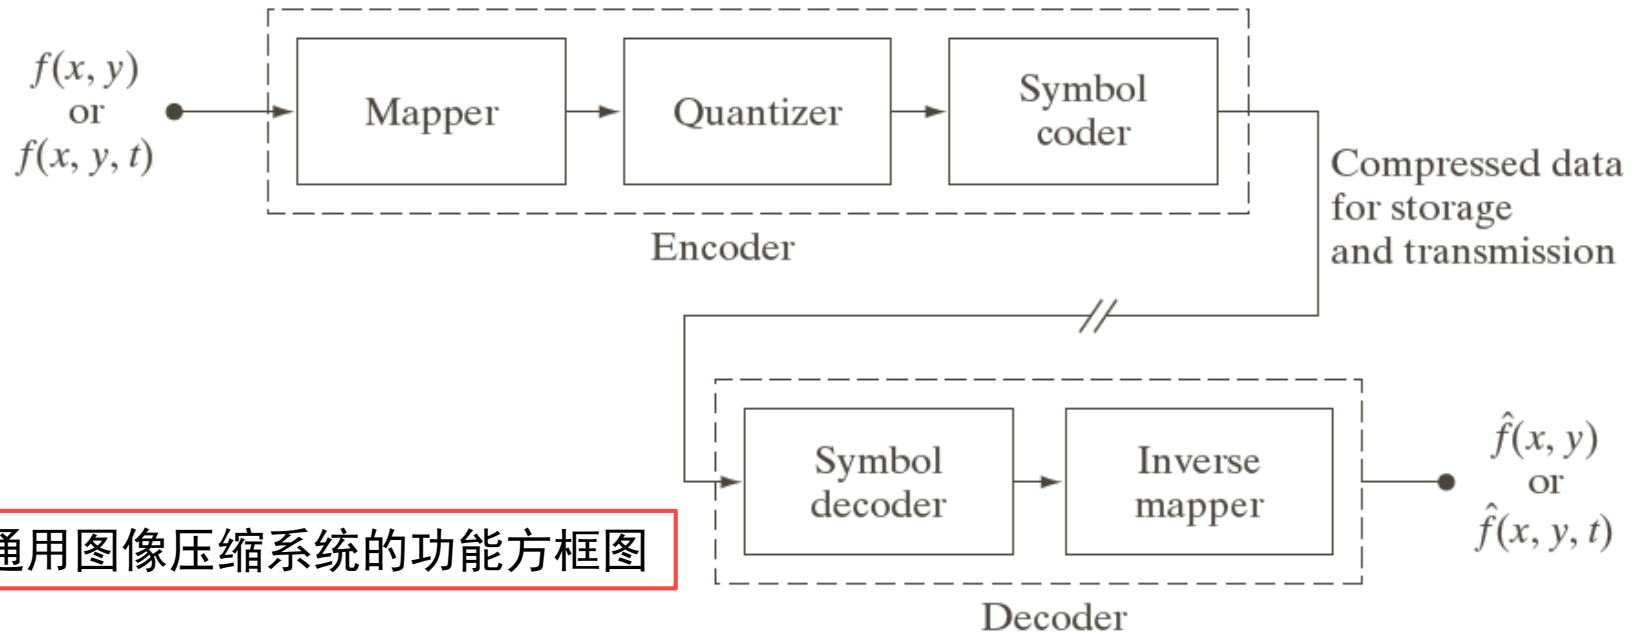 f(x, y)
or
f(x, y, t)
Mapper
Quantizer
Symbol
coder
Encoder
Compressed data
for storage
and transmission
Symbol
decoder
Inverse
mapper
Decoder
f̂(x, y)
or
f̂(x, y, t)
通用图像压缩系统的功能方框图